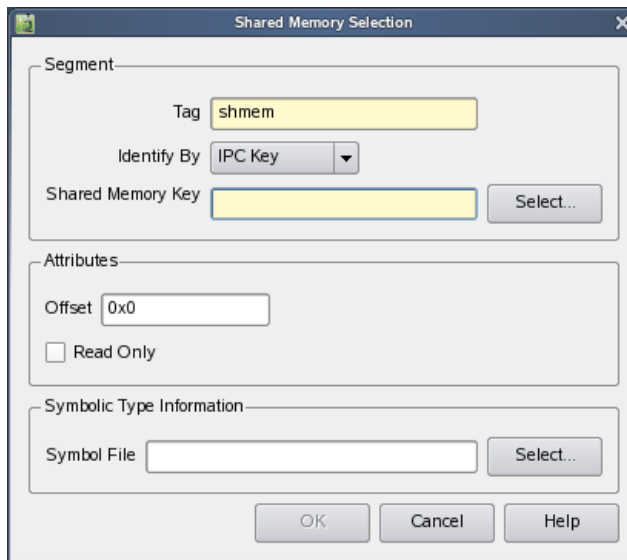 Shared Memory Selection
Segment
Tag shmem
Identify By IPC Key
Shared Memory Key Select...
Attributes
Offset 0x0
Read Only
Symbolic Type Information
Symbol File Select...
OK Cancel Help